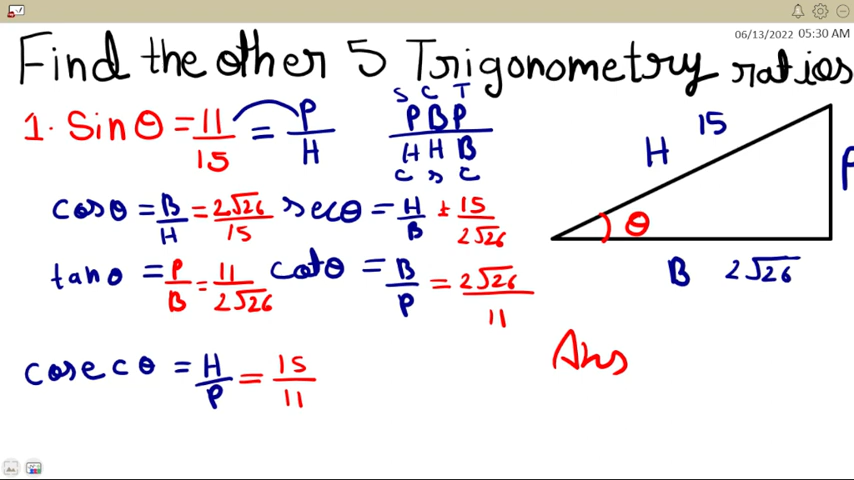 06/13/2022 05:30 AM
Find the other 5 Trigonometry ratios
1. Sin θ = 11/15 = P/H
S C T
P B P
H H B
C S C
H 15
P
θ
B 2√26
cosθ = B/H = 2√26/15 secθ = H/B = 15/2√26
tanθ = P/B = 11/2√26 cotθ = B/P = 2√26/11
cosecθ = H/P = 15/11
Ans